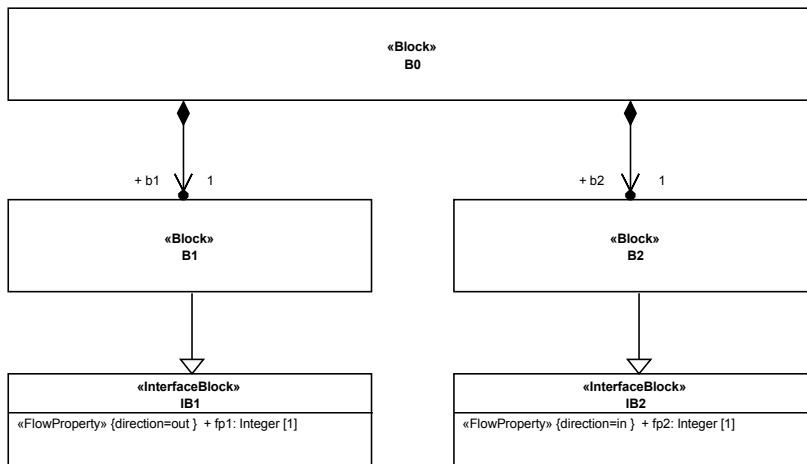 «Block»
B0
+ b1 1
+ b2 1
«Block»
B1
«Block»
B2
«InterfaceBlock»
IB1
«FlowProperty» {direction=out } + fp1: Integer [1]
«InterfaceBlock»
IB2
«FlowProperty» {direction=in } + fp2: Integer [1]